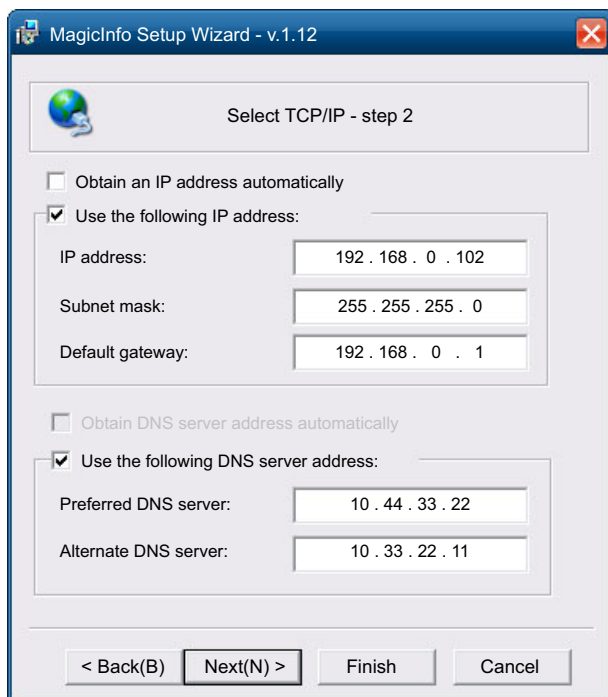 MagicInfo Setup Wizard - v.1.12
Select TCP/IP - step 2
Obtain an IP address automatically
Use the following IP address:
IP address: 192 . 168 . 0 . 102
Subnet mask: 255 . 255 . 255 . 0
Default gateway: 192 . 168 . 0 . 1
Obtain DNS server address automatically
Use the following DNS server address:
Preferred DNS server: 10 . 44 . 33 . 22
Alternate DNS server: 10 . 33 . 22 . 11
< Back(B) Next(N) > Finish Cancel